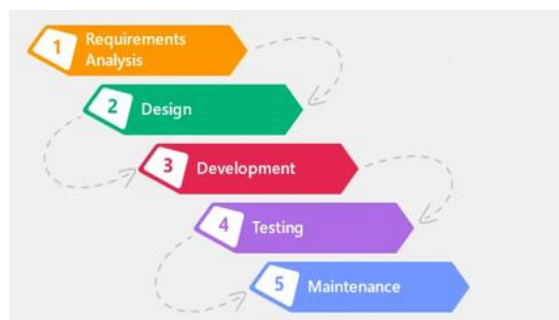 1
Requirements
Analysis
2
Design
3
Development
4
Testing
5
Maintenance